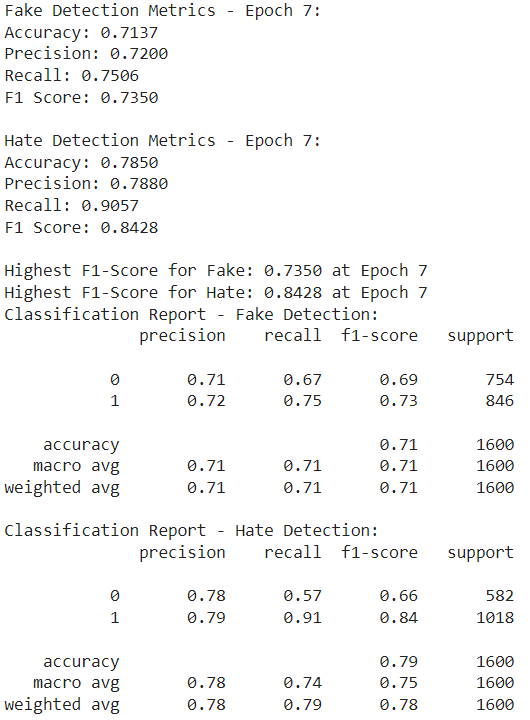 Fake Detection Metrics - Epoch 7:
Accuracy: 0.7137
Precision: 0.7200
Recall: 0.7506
F1 Score: 0.7350

Hate Detection Metrics - Epoch 7:
Accuracy: 0.7850
Precision: 0.7880
Recall: 0.9057
F1 Score: 0.8428

Highest F1-Score for Fake: 0.7350 at Epoch 7
Highest F1-Score for Hate: 0.8428 at Epoch 7
Classification Report - Fake Detection:
              precision    recall  f1-score   support

           0       0.71      0.67      0.69       754
           1       0.72      0.75      0.73       846

    accuracy                           0.71      1600
   macro avg       0.71      0.71      0.71      1600
weighted avg       0.71      0.71      0.71      1600

Classification Report - Hate Detection:
              precision    recall  f1-score   support

           0       0.78      0.57      0.66       582
           1       0.79      0.91      0.84      1018

    accuracy                           0.79      1600
   macro avg       0.78      0.74      0.75      1600
weighted avg       0.78      0.79      0.78      1600